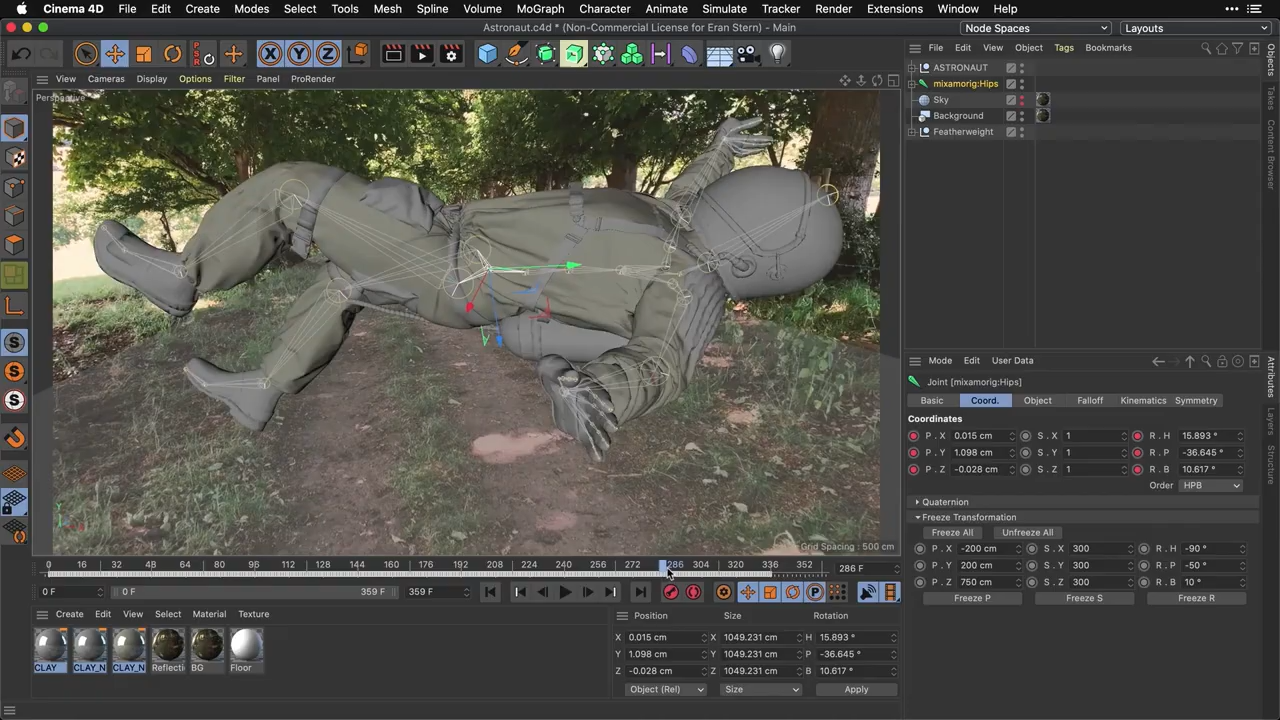 Cinema 4D File Edit Create Modes Select Tools Mesh Spline Volume MoGraph Character Animate Simulate Tracker Render Extensions Window Help
Astronaut.c4d * (Non-Commercial License for Eran Stern) - Main
Node Spaces Layouts
X Y Z
File Edit View Object Tags Bookmarks
View Cameras Display Options Filter Panel ProRender
Perspective
ASTRONAUT
mixamorig:Hips
Sky
Background
Featherweight
Objects
Takes
Content Browser
Mode Edit User Data
Joint [mixamorig:Hips]
Basic Coord. Object Falloff Kinematics Symmetry
Coordinates
P . X 0.015 cm S . X 1 R . H 15.893 °
P . Y 1.098 cm S . Y 1 R . P -36.645 °
P . Z -0.028 cm S . Z 1 R . B 10.617 °
Order HPB
Quaternion
Freeze Transformation
Freeze All Unfreeze All
P . X -200 cm S . X 300 R . H -90 °
P . Y 200 cm S . Y 300 R . P -50 °
P . Z 750 cm S . Z 300 R . B 10 °
Freeze P Freeze S Freeze R
Attributes
Layers
Structure
Grid Spacing : 500 cm
0 16 32 48 64 80 96 112 128 144 160 176 192 208 224 240 256 272 286 304 320 336 352 286 F
0 F 0 F 359 F 359 F
Create Edit View Select Material Texture
CLAY CLAY_N CLAY_N Reflecti BG Floor
Position Size Rotation
X 0.015 cm X 1049.231 cm H 15.893 °
Y 1.098 cm Y 1049.231 cm P -36.645 °
Z -0.028 cm Z 1049.231 cm B 10.617 °
Object (Rel) Size Apply